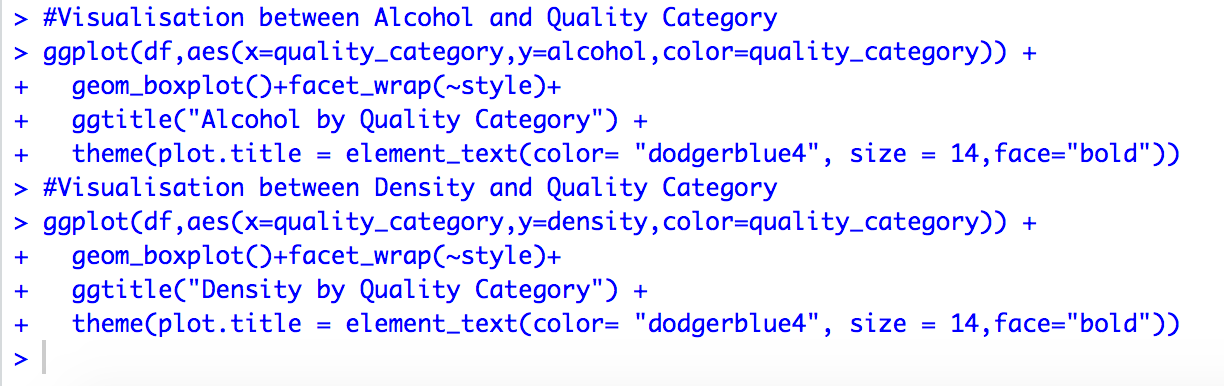 > #Visualisation between Alcohol and Quality Category
> ggplot(df,aes(x=quality_category,y=alcohol,color=quality_category)) +
+   geom_boxplot()+facet_wrap(~style)+
+   ggtitle("Alcohol by Quality Category") +
+   theme(plot.title = element_text(color= "dodgerblue4", size = 14,face="bold"))
> #Visualisation between Density and Quality Category
> ggplot(df,aes(x=quality_category,y=density,color=quality_category)) +
+   geom_boxplot()+facet_wrap(~style)+
+   ggtitle("Density by Quality Category") +
+   theme(plot.title = element_text(color= "dodgerblue4", size = 14,face="bold"))
>